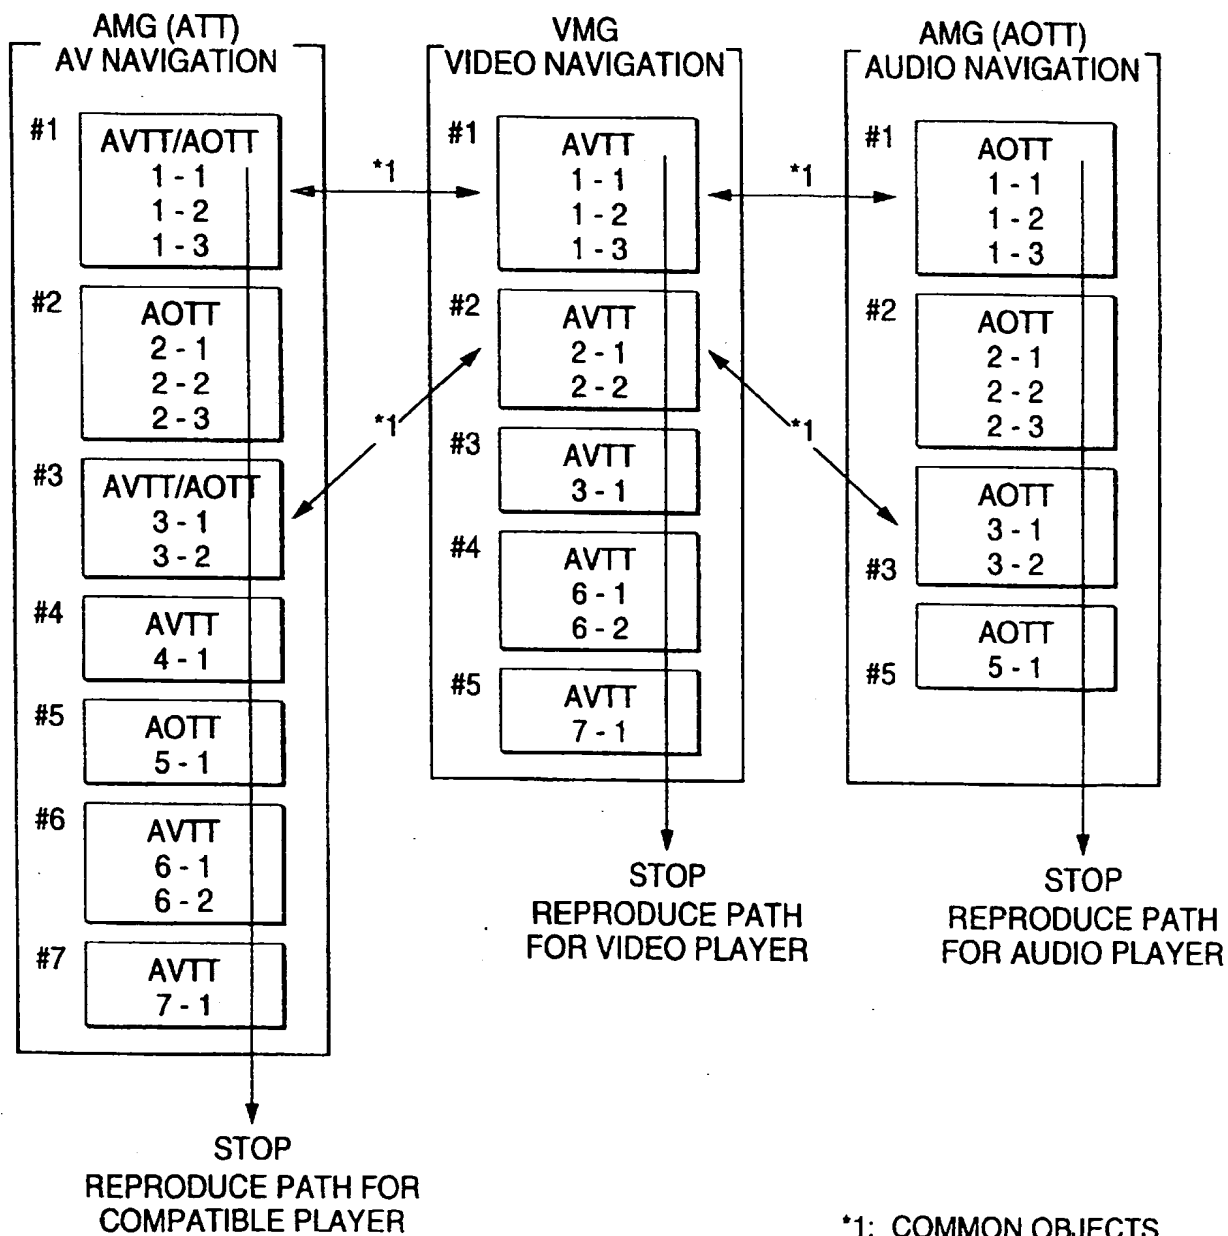 AMG (ATT)
AV NAVIGATION
#1
AVTT/AOTT
1 - 1
1 - 2
1 - 3
#2
AOTT
2 - 1
2 - 2
2 - 3
#3
AVTT/AOTT
3 - 1
3 - 2
#4
AVTT
4 - 1
#5
AOTT
5 - 1
#6
AVTT
6 - 1
6 - 2
#7
AVTT
7 - 1
STOP
REPRODUCE PATH FOR
COMPATIBLE PLAYER
*1
*1
VMG
VIDEO NAVIGATION
#1
AVTT
1 - 1
1 - 2
1 - 3
#2
AVTT
2 - 1
2 - 2
#3
AVTT
3 - 1
#4
AVTT
6 - 1
6 - 2
#5
AVTT
7 - 1
STOP
REPRODUCE PATH
FOR VIDEO PLAYER
*1
*1
AMG (AOTT)
AUDIO NAVIGATION
#1
AOTT
1 - 1
1 - 2
1 - 3
#2
AOTT
2 - 1
2 - 2
2 - 3
#3
AOTT
3 - 1
3 - 2
#5
AOTT
5 - 1
STOP
REPRODUCE PATH
FOR AUDIO PLAYER
*1: COMMON OBJECTS